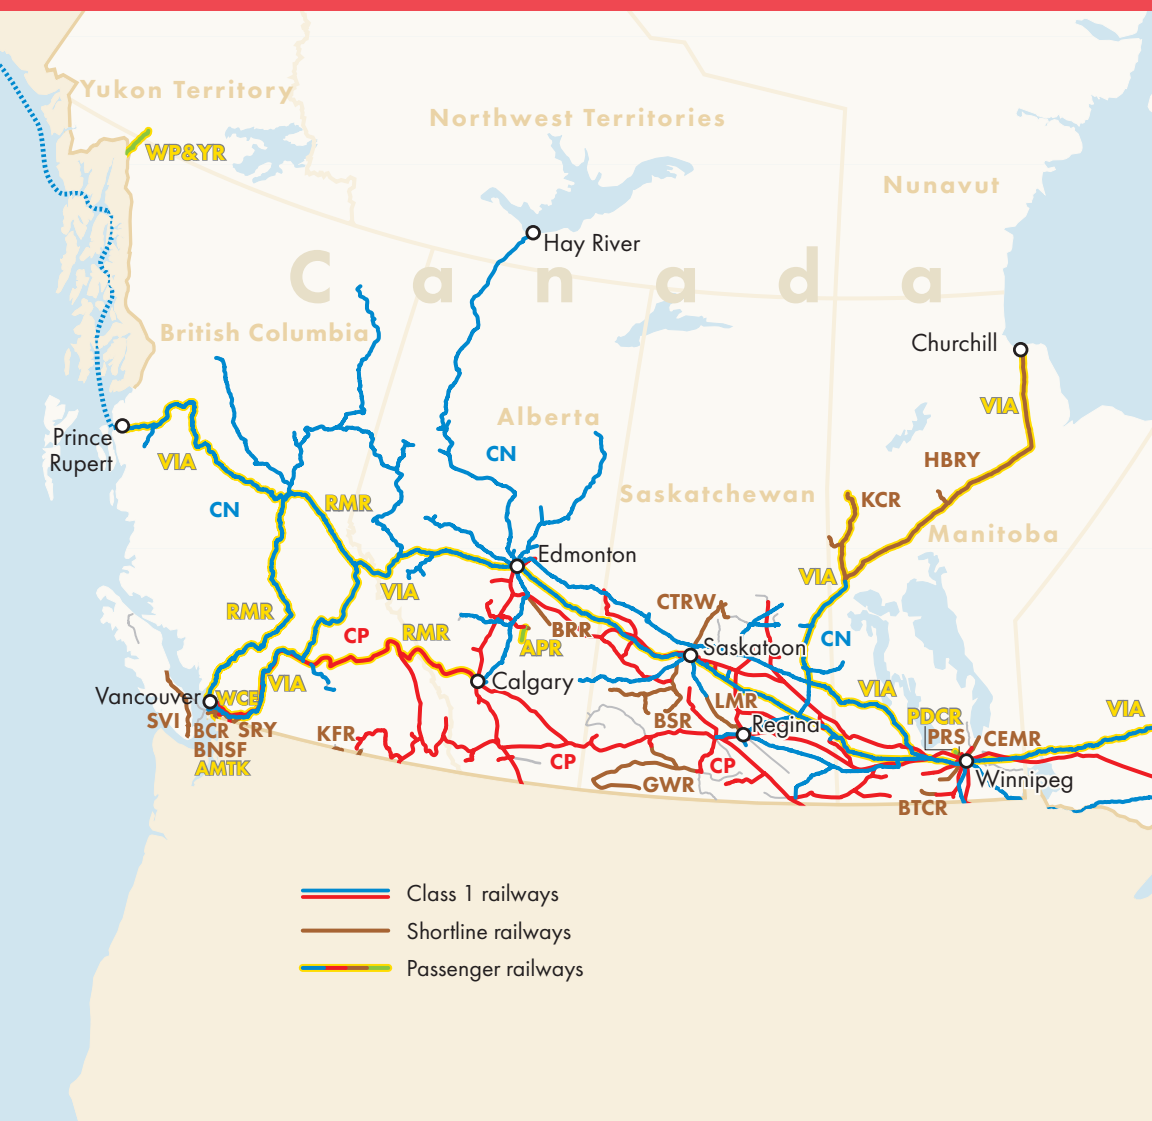 Yukon Territory
Northwest Territories
WP&YR
Nunavut
Hay River
Canada
British Columbia
Churchill
VIA
Alberta
Prince
Rupert
VIA
CN
HBRY
Saskatchewan
KCR
RMR
CN
Manitoba
Edmonton
VIA
VIA
CTRW
RMR
CP
RMR
BRR
CN
APR
Saskatoon
Calgary
VIA
VIA
Vancouver
WCE
LMR
VIA
SVI
BCR
SRY
BSR
Regina
PDCR
KFR
PRS
CEMR
BNSF
AMTK
CP
CP
GWR
Winnipeg
BTCR
Class 1 railways
Shortline railways
Passenger railways